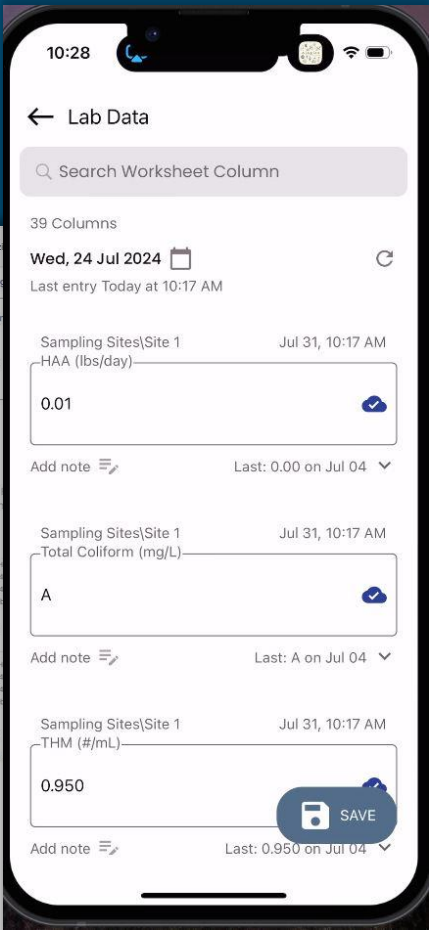 10:28
Lab Data
Search Worksheet Column
39 Columns
Wed, 24 Jul 2024
Last entry Today at 10:17 AM
Sampling Sites\Site 1 Jul 31, 10:17 AM
HAA (lbs/day)
0.01
Add note Last: 0.00 on Jul 04
Sampling Sites\Site 1 Jul 31, 10:17 AM
Total Coliform (mg/L)
A
Add note Last: A on Jul 04
Sampling Sites\Site 1 Jul 31, 10:17 AM
THM (#/mL)
0.950
SAVE
Add note Last: 0.950 on Jul 04